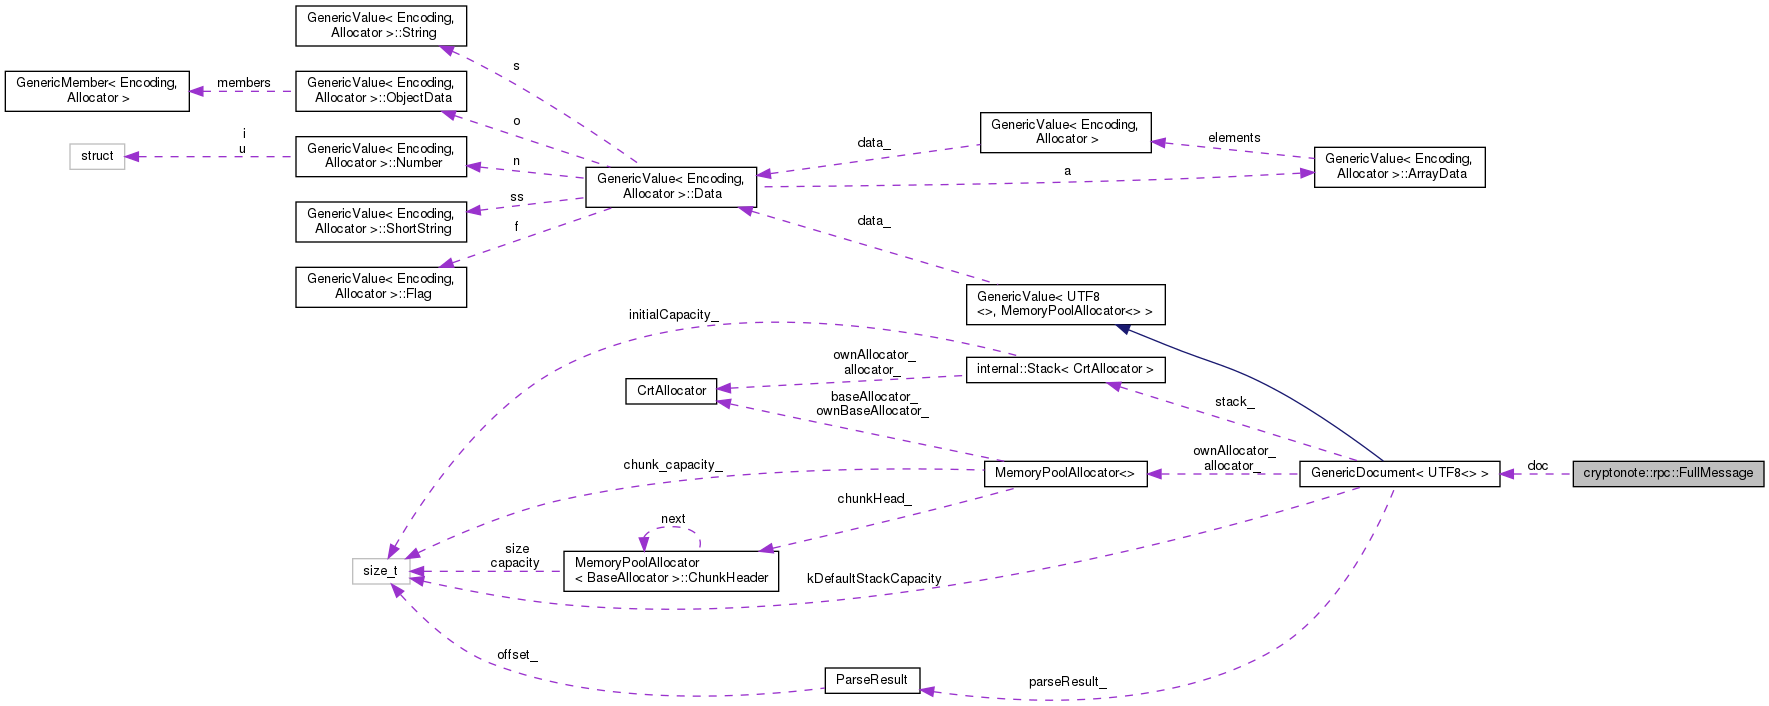 GenericValue< Encoding,
Allocator >::String
s
GenericMember< Encoding,
Allocator >
members
GenericValue< Encoding,
Allocator >::ObjectData
o
struct
i
u
GenericValue< Encoding,
Allocator >::Number
n
GenericValue< Encoding,
Allocator >::ShortString
ss
GenericValue< Encoding,
Allocator >::Flag
f
GenericValue< Encoding,
Allocator >::Data
data_
GenericValue< Encoding,
Allocator >
elements
a
GenericValue< Encoding,
Allocator >::ArrayData
data_
GenericValue< UTF8
<>, MemoryPoolAllocator<> >
initialCapacity_
ownAllocator_
allocator_
internal::Stack< CrtAllocator >
CrtAllocator
baseAllocator_
ownBaseAllocator_
stack_
chunk_capacity_
MemoryPoolAllocator<>
ownAllocator_
allocator_
GenericDocument< UTF8<> >
doc
cryptonote::rpc::FullMessage
chunkHead_
next
size
capacity
size_t
MemoryPoolAllocator
< BaseAllocator >::ChunkHeader
kDefaultStackCapacity
offset_
ParseResult
parseResult_